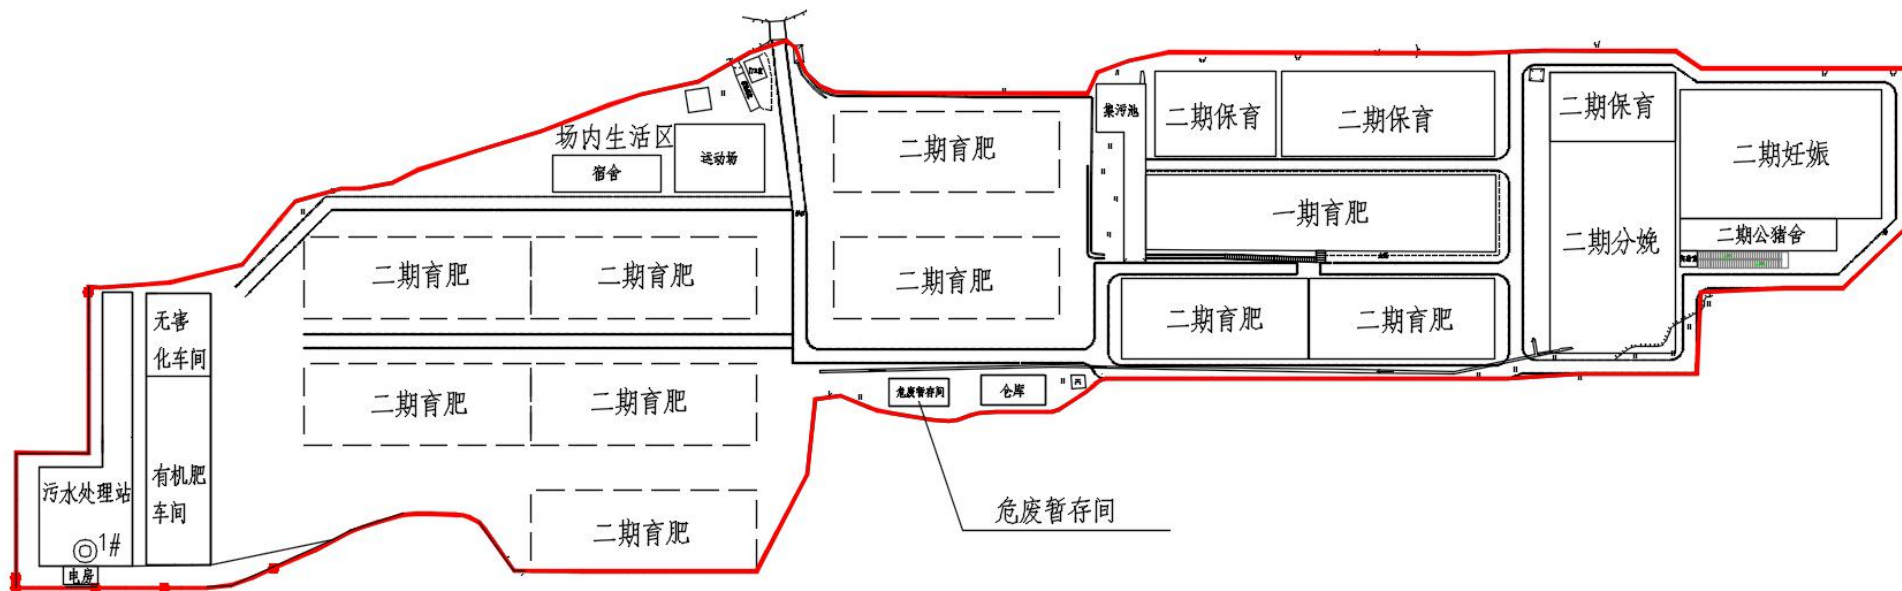 集污池
二期保育
二期保育
二期保育
二期妊娠
场内生活区
运动场
宿舍
二期育肥
一期育肥
二期分娩
二期公猪舍
二期育肥
二期育肥
二期育肥
二期育肥
二期育肥
无害
化车间
二期育肥
二期育肥
危废暂存间
仓库
有机肥
车间
污水处理站
1#
电房
二期育肥
危废暂存间